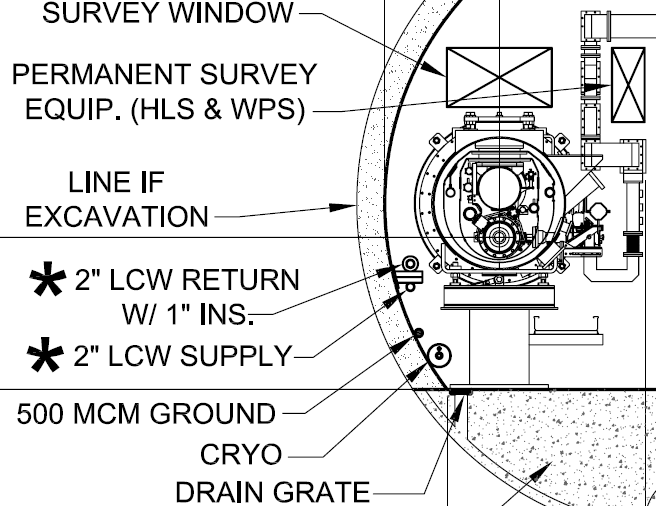 SURVEY WINDOW
PERMANENT SURVEY
EQUIP. (HLS & WPS)
LINE IF
EXCAVATION
* 2" LCW RETURN
W/ 1" INS.
* 2" LCW SUPPLY
500 MCM GROUND
CRYO
DRAIN GRATE